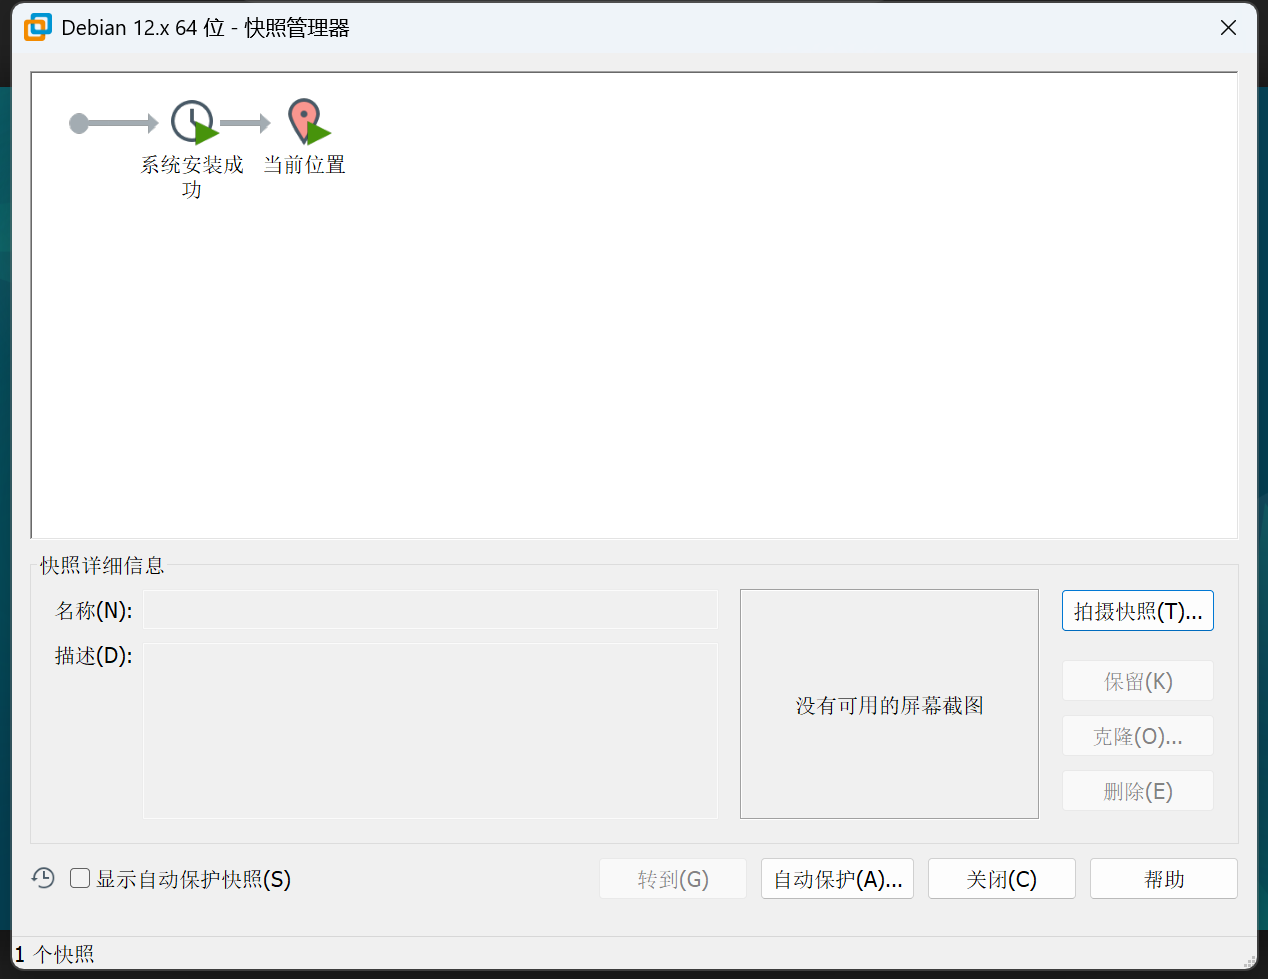 Debian 12.x 64 位 - 快照管理器
系统安装成
功
当前位置
快照详细信息
名称(N):
描述(D):
没有可用的屏幕截图
拍摄快照(T)...
保留(K)
克隆(O)...
删除(E)
显示自动保护快照(S)
转到(G)
自动保护(A)...
关闭(C)
帮助
1 个快照